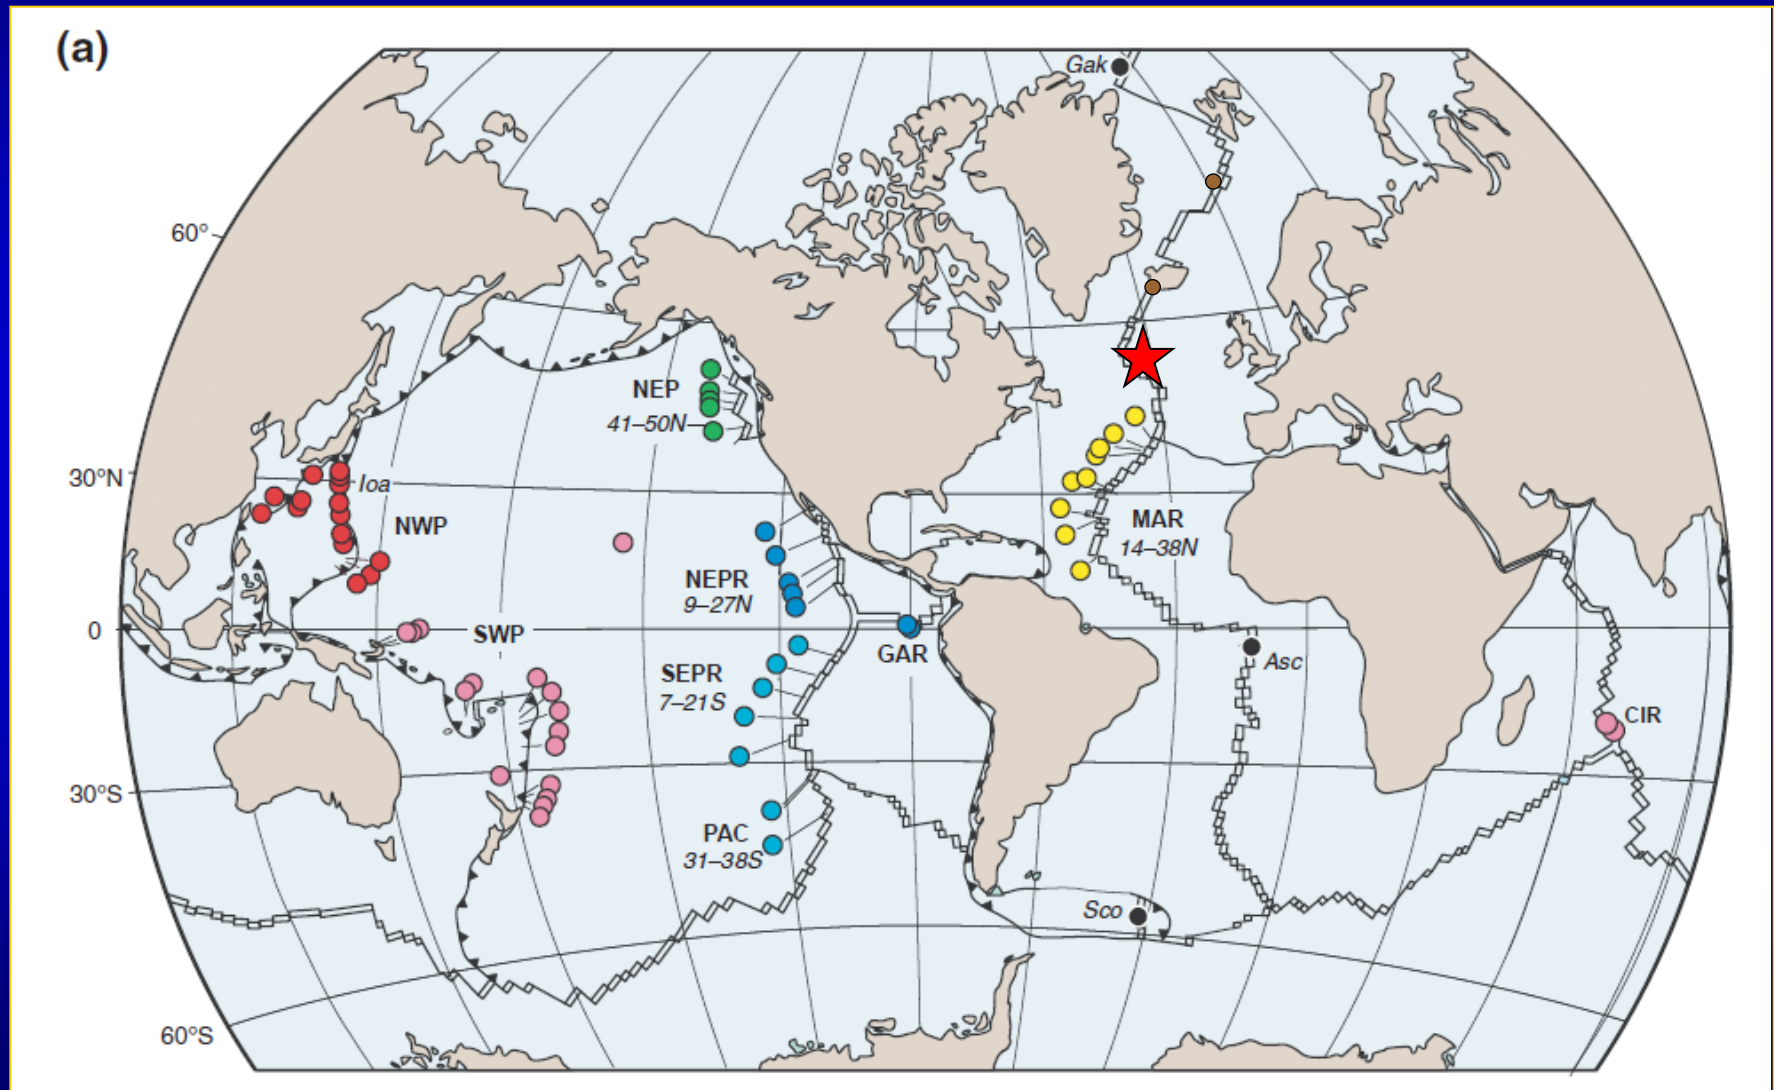 (a)
Gak
60°
NEP
41–50N
30°N
Ioa
NWP
MAR
14–38N
NEPR
9–27N
0
SWP
GAR
Asc
SEPR
7–21S
CIR
30°S
PAC
31–38S
Sco
60°S